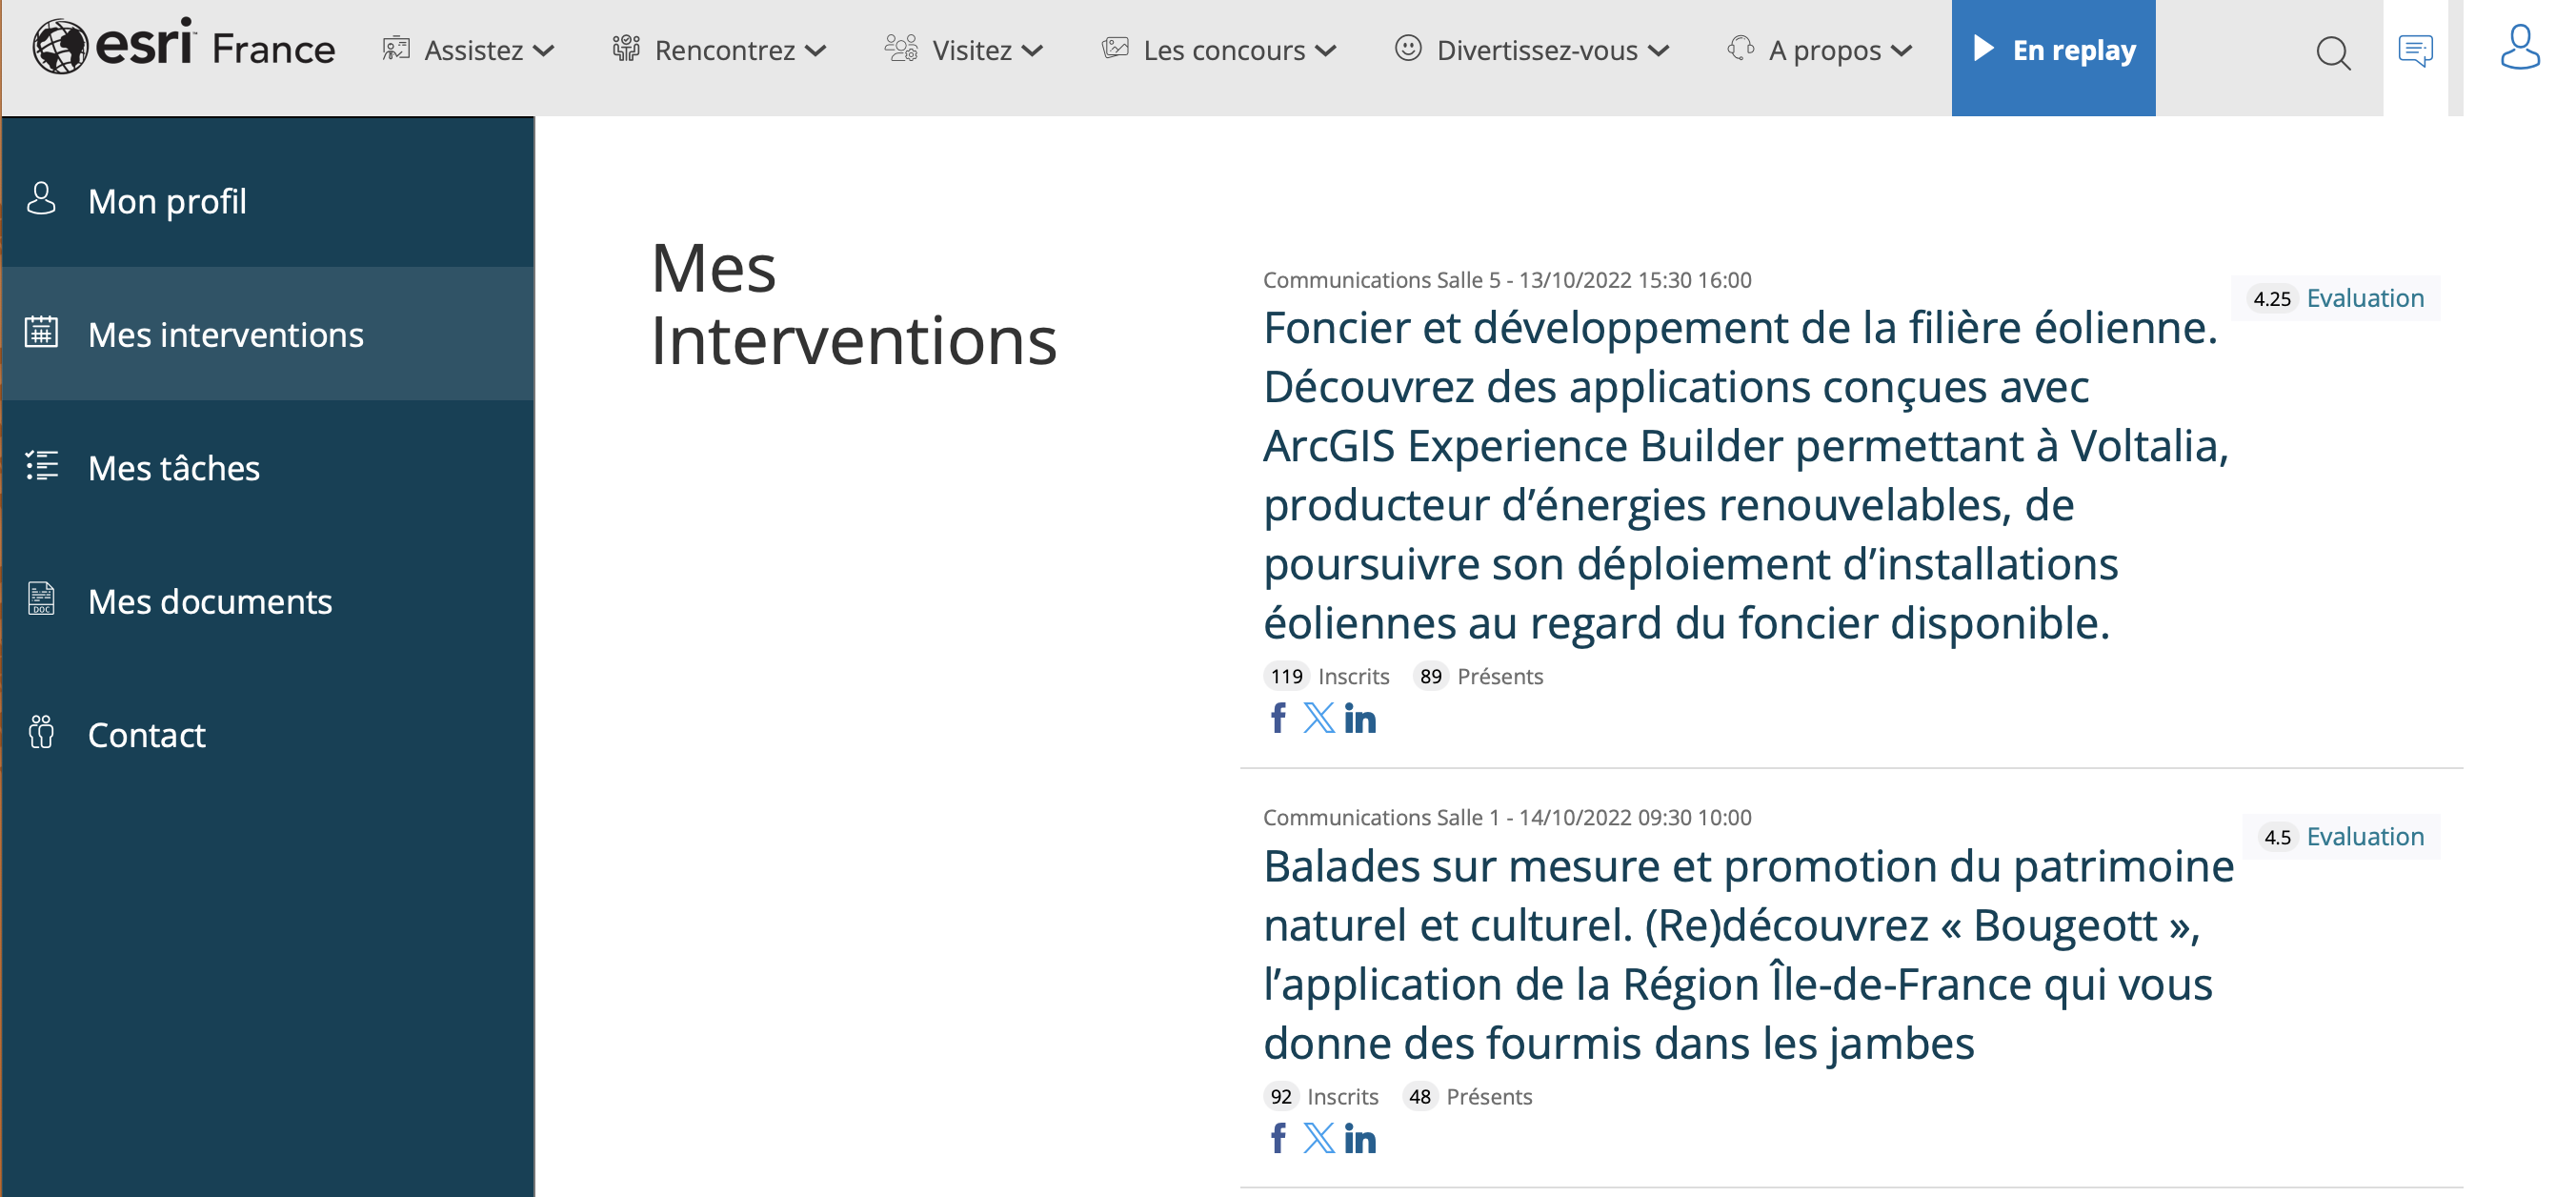 esri France
Assistez
Rencontrez
Visitez
Les concours
Divertissez-vous
A propos
En replay
Mon profil
Mes interventions
Mes tâches
Mes documents
DOC
Contact
Mes
Interventions
Communications Salle 5 - 13/10/2022 15:30 16:00
4.25 Evaluation
Foncier et développement de la filière éolienne.
Découvrez des applications conçues avec
ArcGIS Experience Builder permettant à Voltalia,
producteur d’énergies renouvelables, de
poursuivre son déploiement d’installations
éoliennes au regard du foncier disponible.
119 Inscrits 89 Présents
f X in
Communications Salle 1 - 14/10/2022 09:30 10:00
4.5 Evaluation
Balades sur mesure et promotion du patrimoine
naturel et culturel. (Re)découvrez « Bougeott »,
l’application de la Région Île-de-France qui vous
donne des fourmis dans les jambes
92 Inscrits 48 Présents
f X in